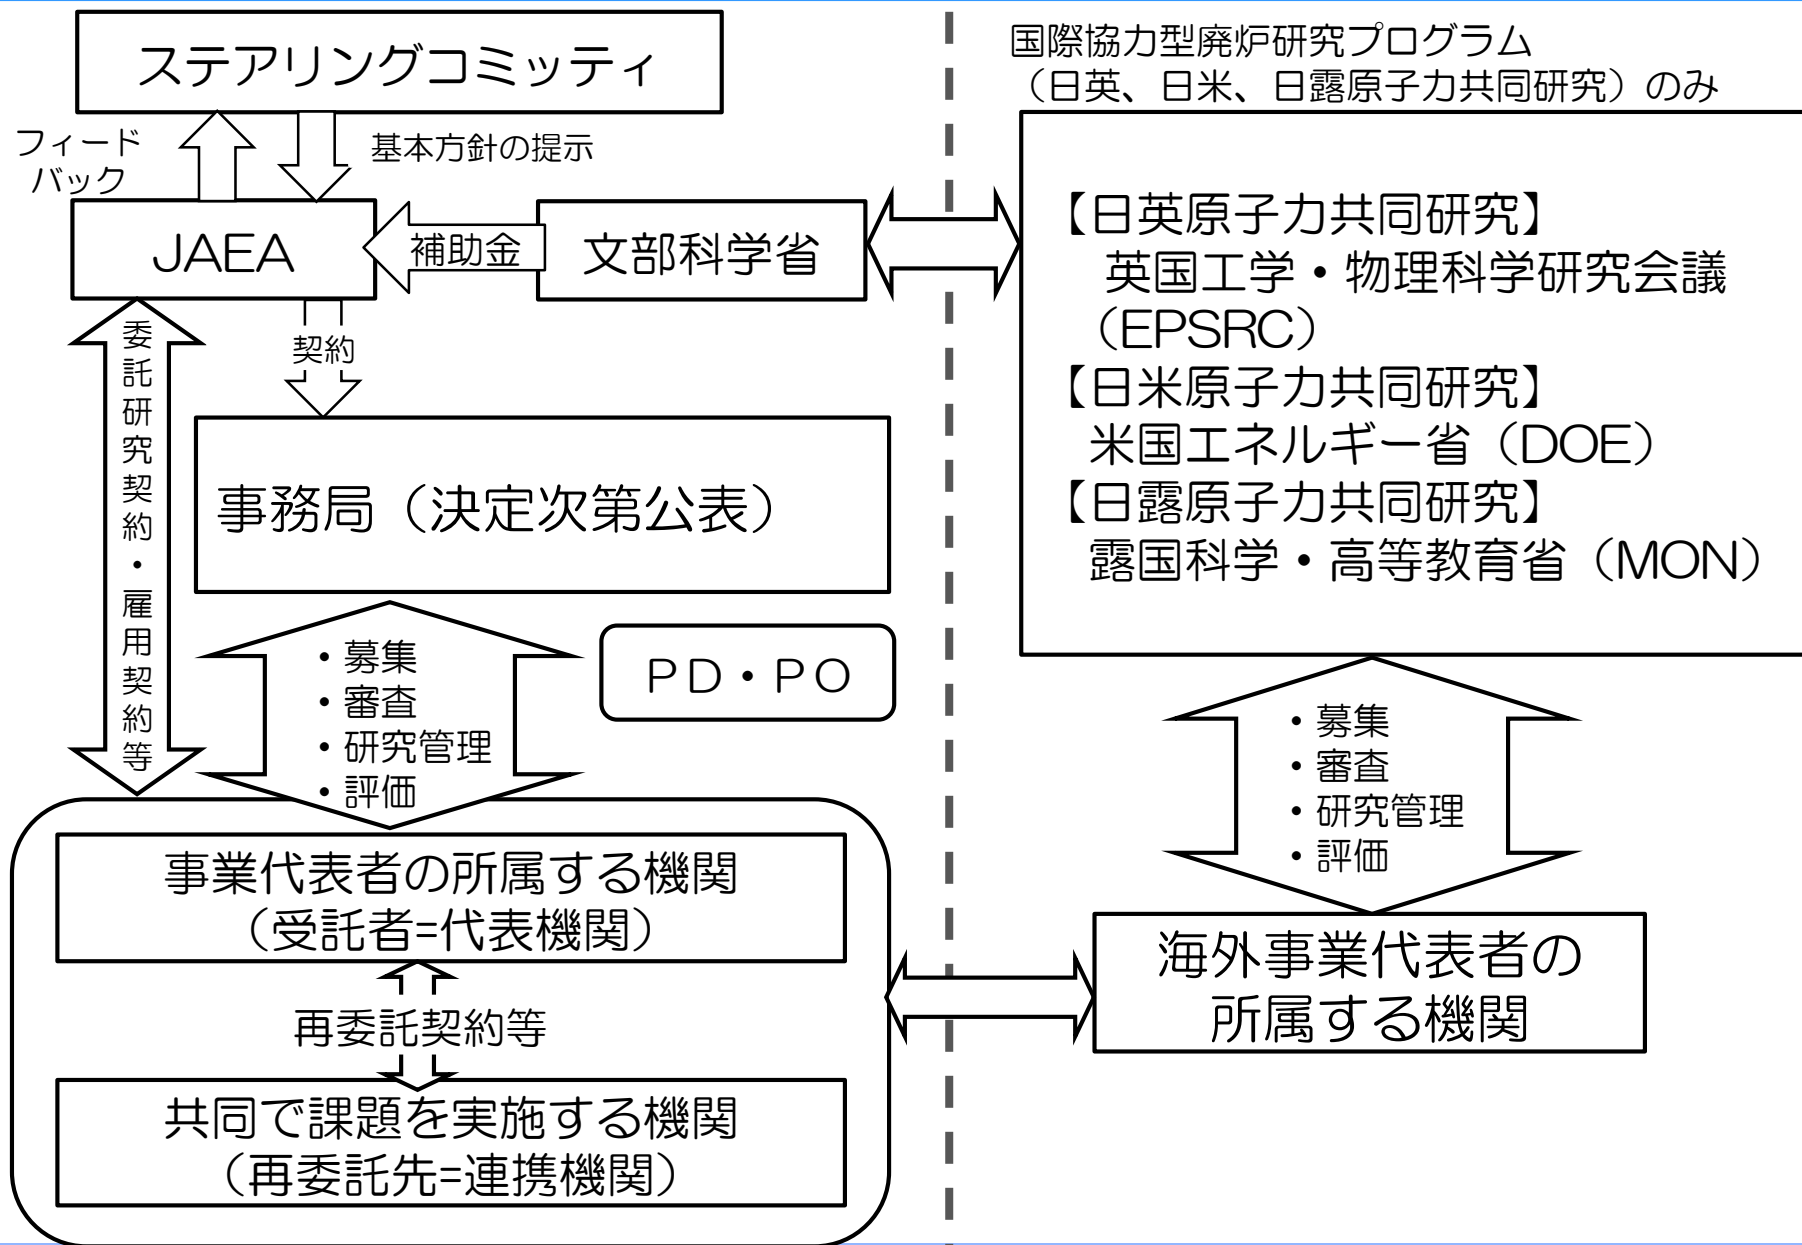 ステアリングコミッティ
フィード
バック
基本方針の提示
JAEA
補助金
文部科学省
契約
委託研究契約・雇用契約等
事務局（決定次第公表）
・募集
・審査
・研究管理
・評価
ＰＤ・ＰＯ
事業代表者の所属する機関
（受託者=代表機関）
再委託契約等
共同で課題を実施する機関
（再委託先=連携機関）
国際協力型廃炉研究プログラム
（日英、日米、日露原子力共同研究）のみ
【日英原子力共同研究】
英国工学・物理科学研究会議
（EPSRC）
【日米原子力共同研究】
米国エネルギー省（DOE）
【日露原子力共同研究】
露国科学・高等教育省（MON）
・募集
・審査
・研究管理
・評価
海外事業代表者の
所属する機関